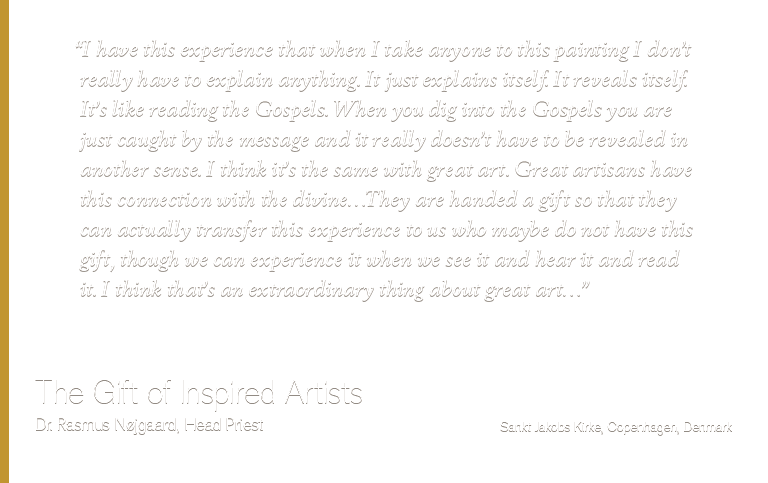 “I have this experience that when I take anyone to this painting I don’t
really have to explain anything. It just explains itself. It reveals itself.
It’s like reading the Gospels. When you dig into the Gospels you are
just caught by the message and it really doesn’t have to be revealed in
another sense. I think it’s the same with great art. Great artisans have
this connection with the divine…They are handed a gift so that they
can actually transfer this experience to us who maybe do not have this
gift, though we can experience it when we see it and hear it and read
it. I think that’s an extraordinary thing about great art…”
The Gift of Inspired Artists
Dr. Rasmus Nøjgaard, Head Priest
Sankt Jakobs Kirke, Copenhagen, Denmark